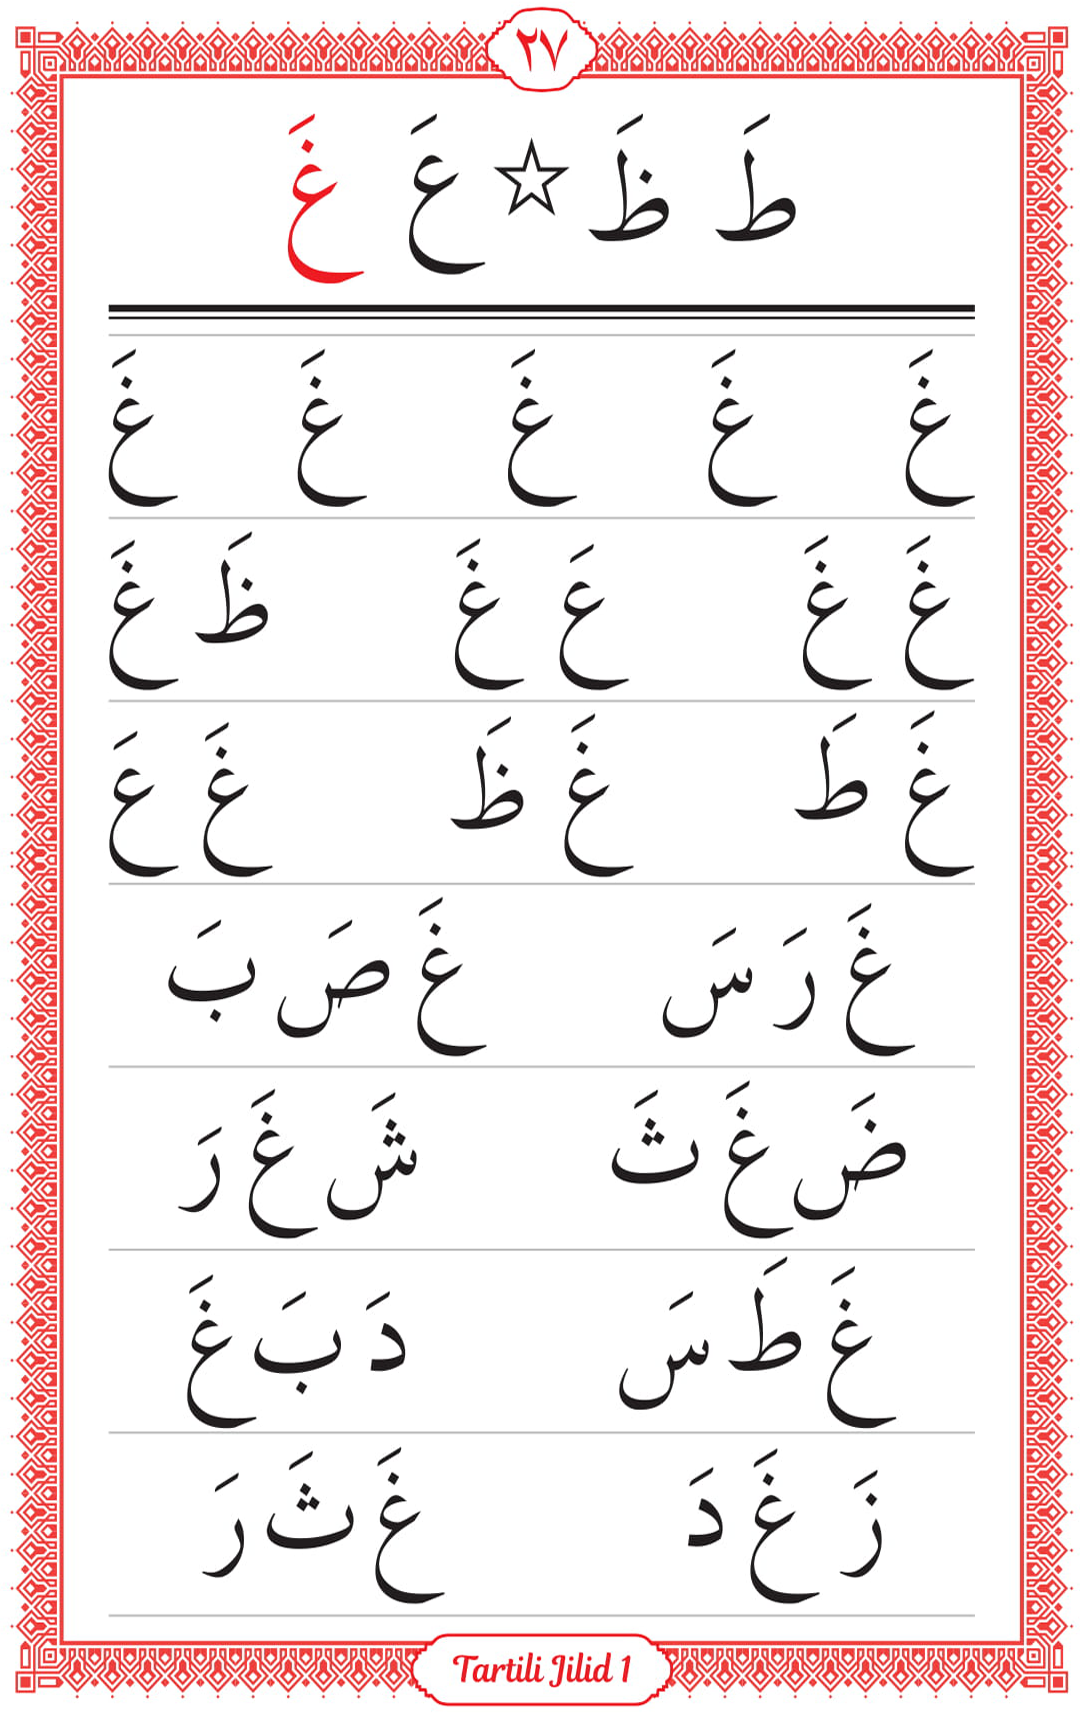 ٢٧
طَ ظَ ☆ عَ غَ
غَ غَ غَ غَ غَ
غَ غَ عَ غَ ظَ غَ
غَ طَ غَ ظَ غَ عَ
غَ رَ سَ غَ صَ بَ
ضَ غَ ثَ شَ غَ رَ
غَ طَ سَ دَ بَ غَ
زَ غَ دَ غَ ثَ رَ
Tartili Jilid 1